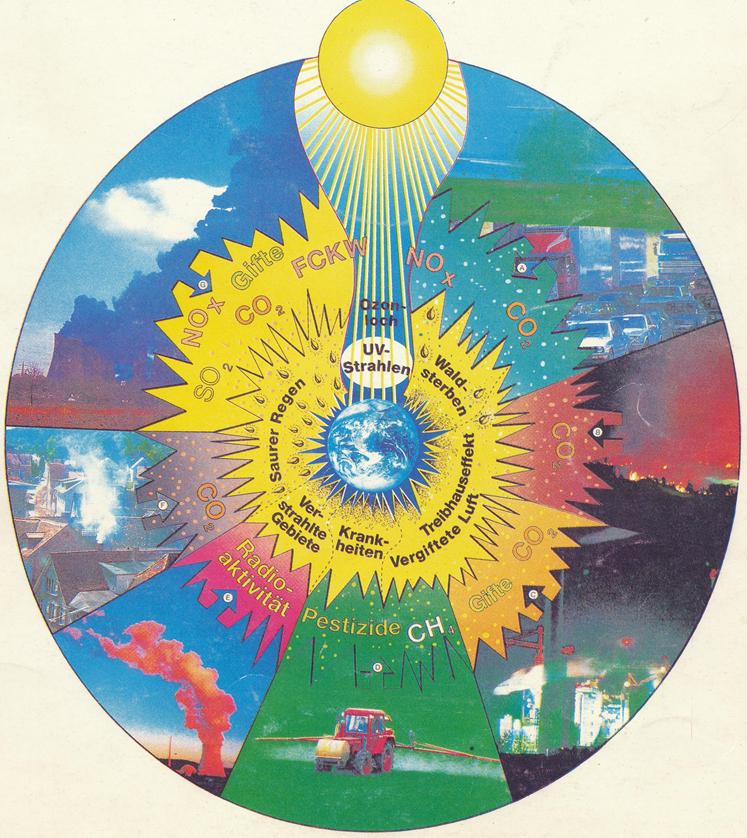 NOx
Gifte
FCKW
CO2
SO2
G
NOx
CO2
A
Ozon-
loch
UV-
Strahlen
Wald-
sterben
Saurer Regen
Treibhauseffekt
Vergiftete Luft
Krank-
heiten
Ver-
strahlte
Gebiete
CO2
B
CO2
Gifte
C
Pestizide CH4
D
Radio-
aktivität
E
CO2
F